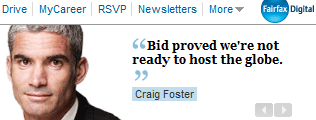 Drive | MyCareer | RSVP | Newsletters | More Fairfax Digital
“Bid proved we're not
ready to host the globe.
”
Craig Foster